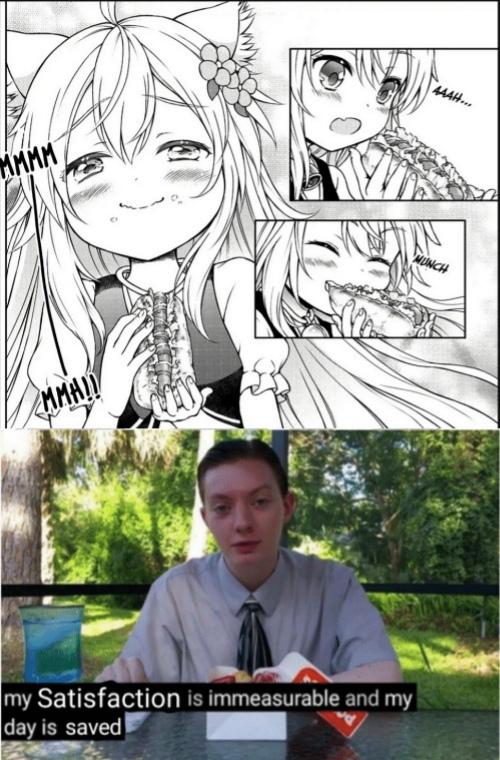 AAAH...
MMMM
MUNCH
MMH!!
my Satisfaction is immeasurable and my
day is saved